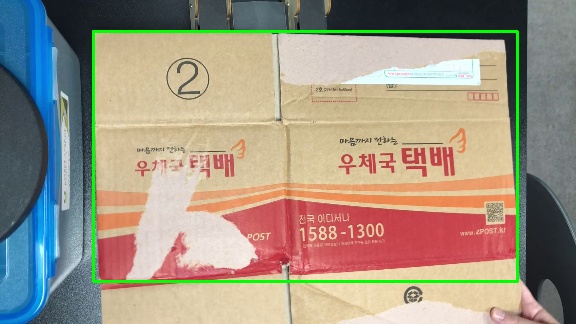 ②
마음까지 전하는
우체국 택배
POST
마음까지 전하는
우체국 택배
전국 어디서나
1588-1300
www.ePOST.kr